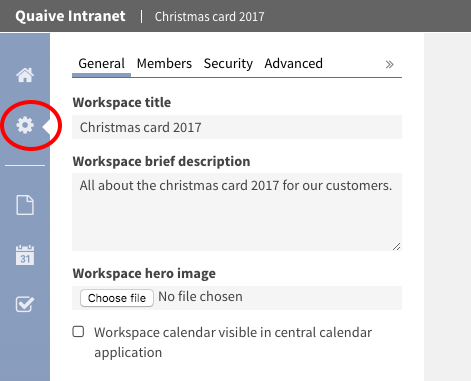 Quaive Intranet | Christmas card 2017
General Members Security Advanced »
Workspace title
Christmas card 2017
Workspace brief description
All about the christmas card 2017 for our customers.
Workspace hero image
Choose file No file chosen
Workspace calendar visible in central calendar
application
31